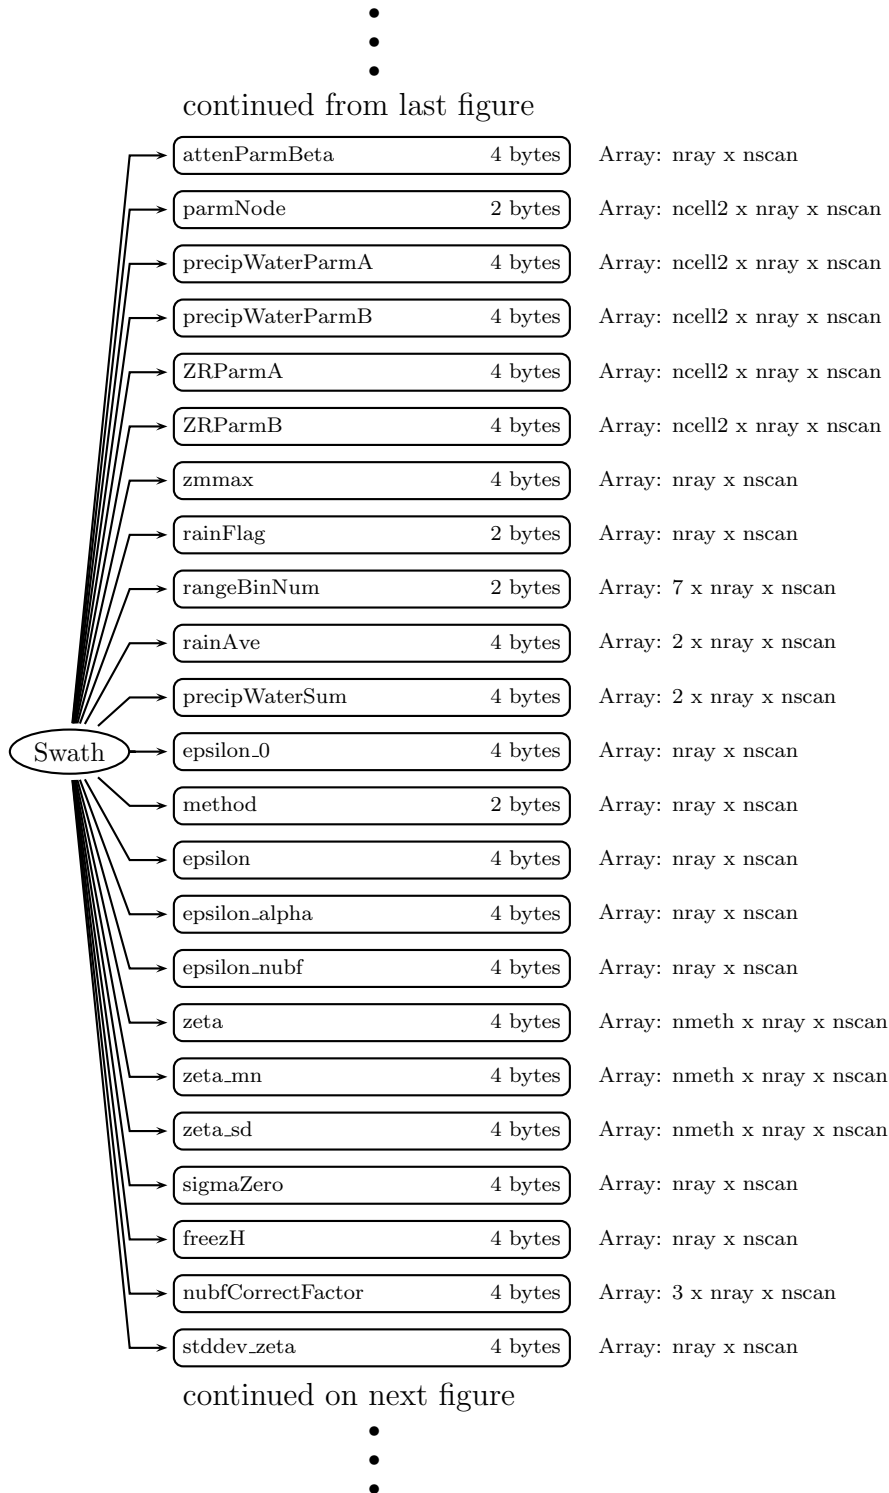 continued from last figure
attenParmBeta 4 bytes Array: nray x nscan
parmNode 2 bytes Array: ncell2 x nray x nscan
precipWaterParmA 4 bytes Array: ncell2 x nray x nscan
precipWaterParmB 4 bytes Array: ncell2 x nray x nscan
ZRParmA 4 bytes Array: ncell2 x nray x nscan
ZRParmB 4 bytes Array: ncell2 x nray x nscan
zmmax 4 bytes Array: nray x nscan
rainFlag 2 bytes Array: nray x nscan
rangeBinNum 2 bytes Array: 7 x nray x nscan
rainAve 4 bytes Array: 2 x nray x nscan
precipWaterSum 4 bytes Array: 2 x nray x nscan
Swath epsilon_0 4 bytes Array: nray x nscan
method 2 bytes Array: nray x nscan
epsilon 4 bytes Array: nray x nscan
epsilon_alpha 4 bytes Array: nray x nscan
epsilon_nubf 4 bytes Array: nray x nscan
zeta 4 bytes Array: nmeth x nray x nscan
zeta_mn 4 bytes Array: nmeth x nray x nscan
zeta_sd 4 bytes Array: nmeth x nray x nscan
sigmaZero 4 bytes Array: nray x nscan
freezH 4 bytes Array: nray x nscan
nubfCorrectFactor 4 bytes Array: 3 x nray x nscan
stddev_zeta 4 bytes Array: nray x nscan
continued on next figure